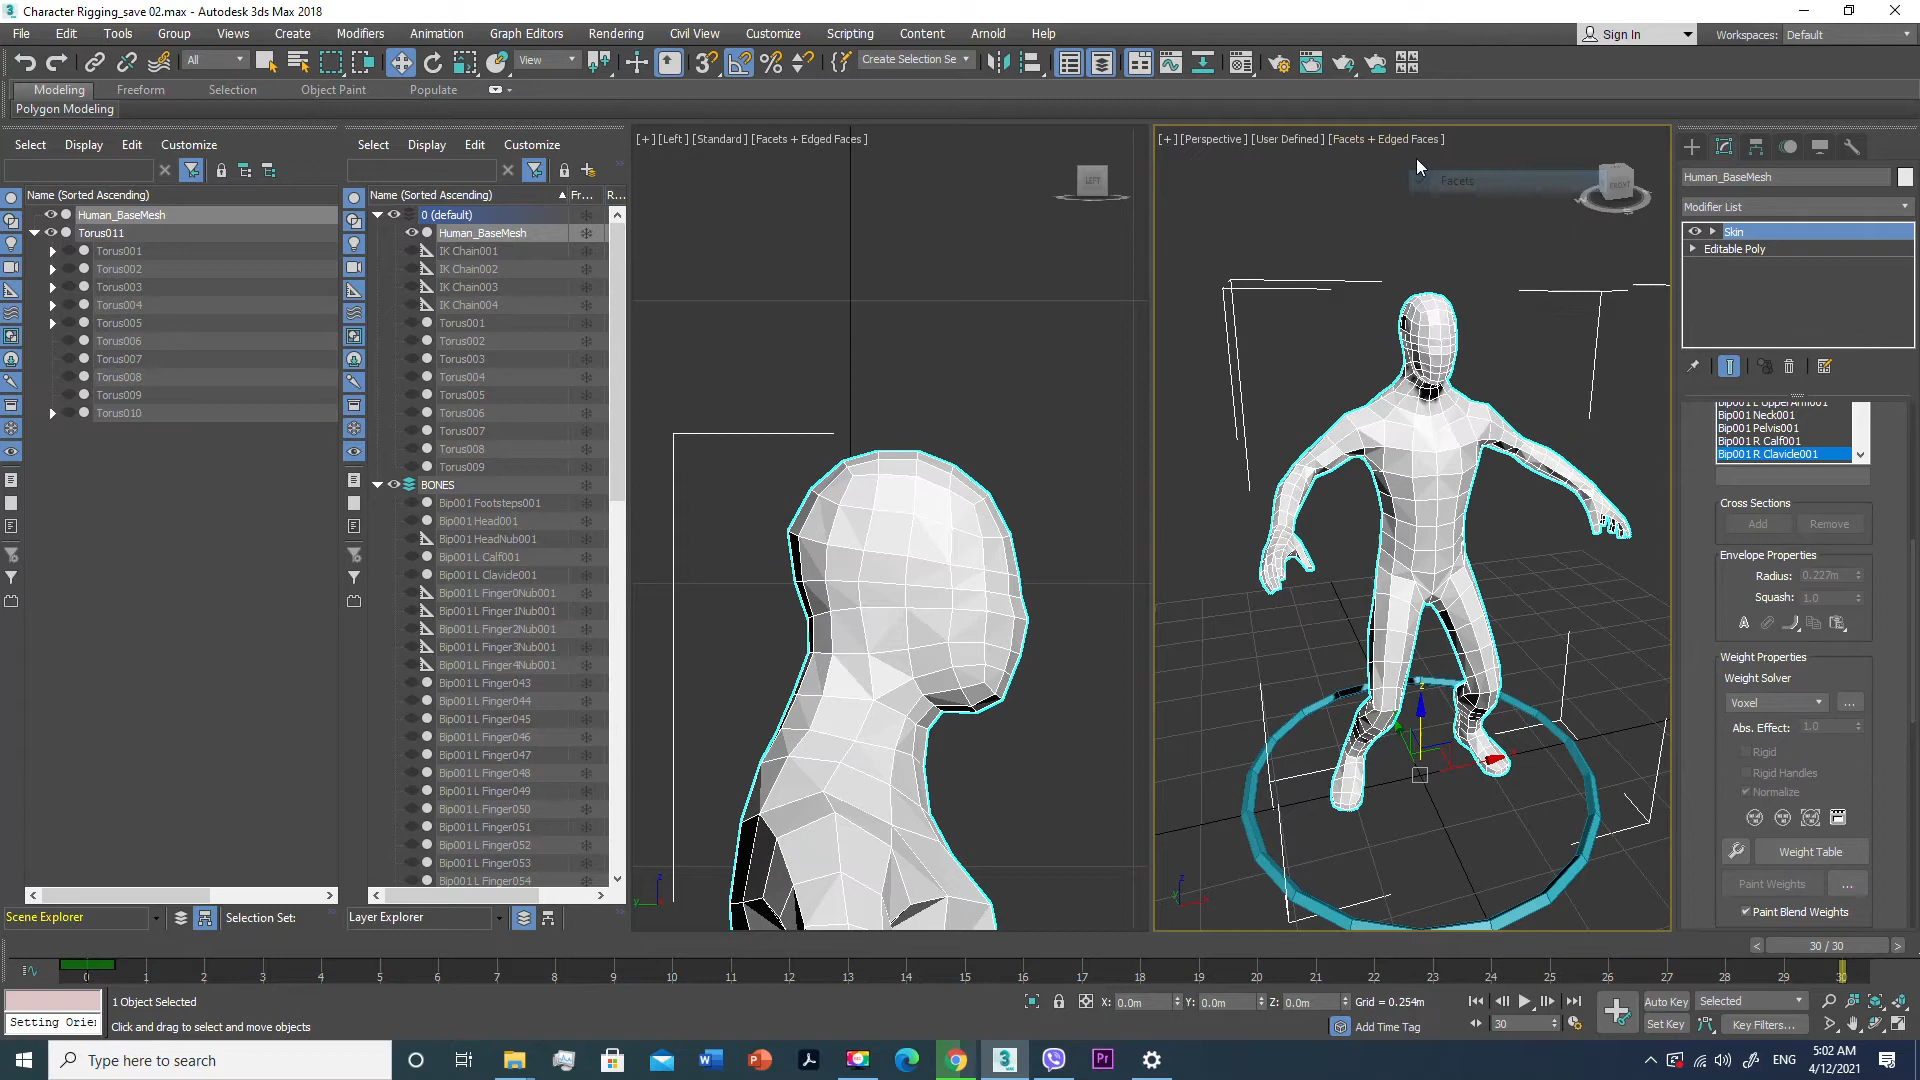 Character Rigging_save 02.max - Autodesk 3ds Max 2018
File Edit Tools Group Views Create Modifiers Animation Graph Editors Rendering Civil View Customize Scripting Content Arnold Help
Sign In Workspaces: Default
All View Create Selection Se
Modeling Freeform Selection Object Paint Populate
Polygon Modeling
Select Display Edit Customize
Name (Sorted Ascending)
Human_BaseMesh
Torus011
Torus001
Torus002
Torus003
Torus004
Torus005
Torus006
Torus007
Torus008
Torus009
Torus010
Scene Explorer Selection Set:
Select Display Edit Customize
Name (Sorted Ascending) Fr... R...
0 (default)
Human_BaseMesh
IK Chain001
IK Chain002
IK Chain003
IK Chain004
Torus001
Torus002
Torus003
Torus004
Torus005
Torus006
Torus007
Torus008
Torus009
BONES
Bip001 Footsteps001
Bip001 Head001
Bip001 HeadNub001
Bip001 L Calf001
Bip001 L Clavicle001
Bip001 L Finger0Nub001
Bip001 L Finger1Nub001
Bip001 L Finger2Nub001
Bip001 L Finger3Nub001
Bip001 L Finger4Nub001
Bip001 L Finger043
Bip001 L Finger044
Bip001 L Finger045
Bip001 L Finger046
Bip001 L Finger047
Bip001 L Finger048
Bip001 L Finger049
Bip001 L Finger050
Bip001 L Finger051
Bip001 L Finger052
Bip001 L Finger053
Bip001 L Finger054
Layer Explorer
[+] [Left ] [Standard ] [Facets + Edged Faces ]
LEFT
z
y
[+] [Perspective ] [User Defined ] [Facets + Edged Faces ]
Facets
FRONT
z
Human_BaseMesh
Modifier List
Skin
Editable Poly
Bip001 L UpperArm001
Bip001 Neck001
Bip001 Pelvis001
Bip001 R Calf001
Bip001 R Clavicle001
Cross Sections
Add Remove
Envelope Properties
Radius: 0.227m
Squash: 1.0
Weight Properties
Weight Solver
Voxel ...
Abs. Effect: 1.0
Rigid
Rigid Handles
Normalize
Weight Table
Paint Weights ...
Paint Blend Weights
< 30 / 30 >
0 1 2 3 4 5 6 7 8 9 10 11 12 13 14 15 16 17 18 19 20 21 22 23 24 25 26 27 28 29 30
1 Object Selected X: 0.0m Y: 0.0m Z: 0.0m Grid = 0.254m Auto Key Selected
Setting Orien Click and drag to select and move objects Add Time Tag 30 Set Key Key Filters...
Type here to search
ENG
5:02 AM
4/12/2021